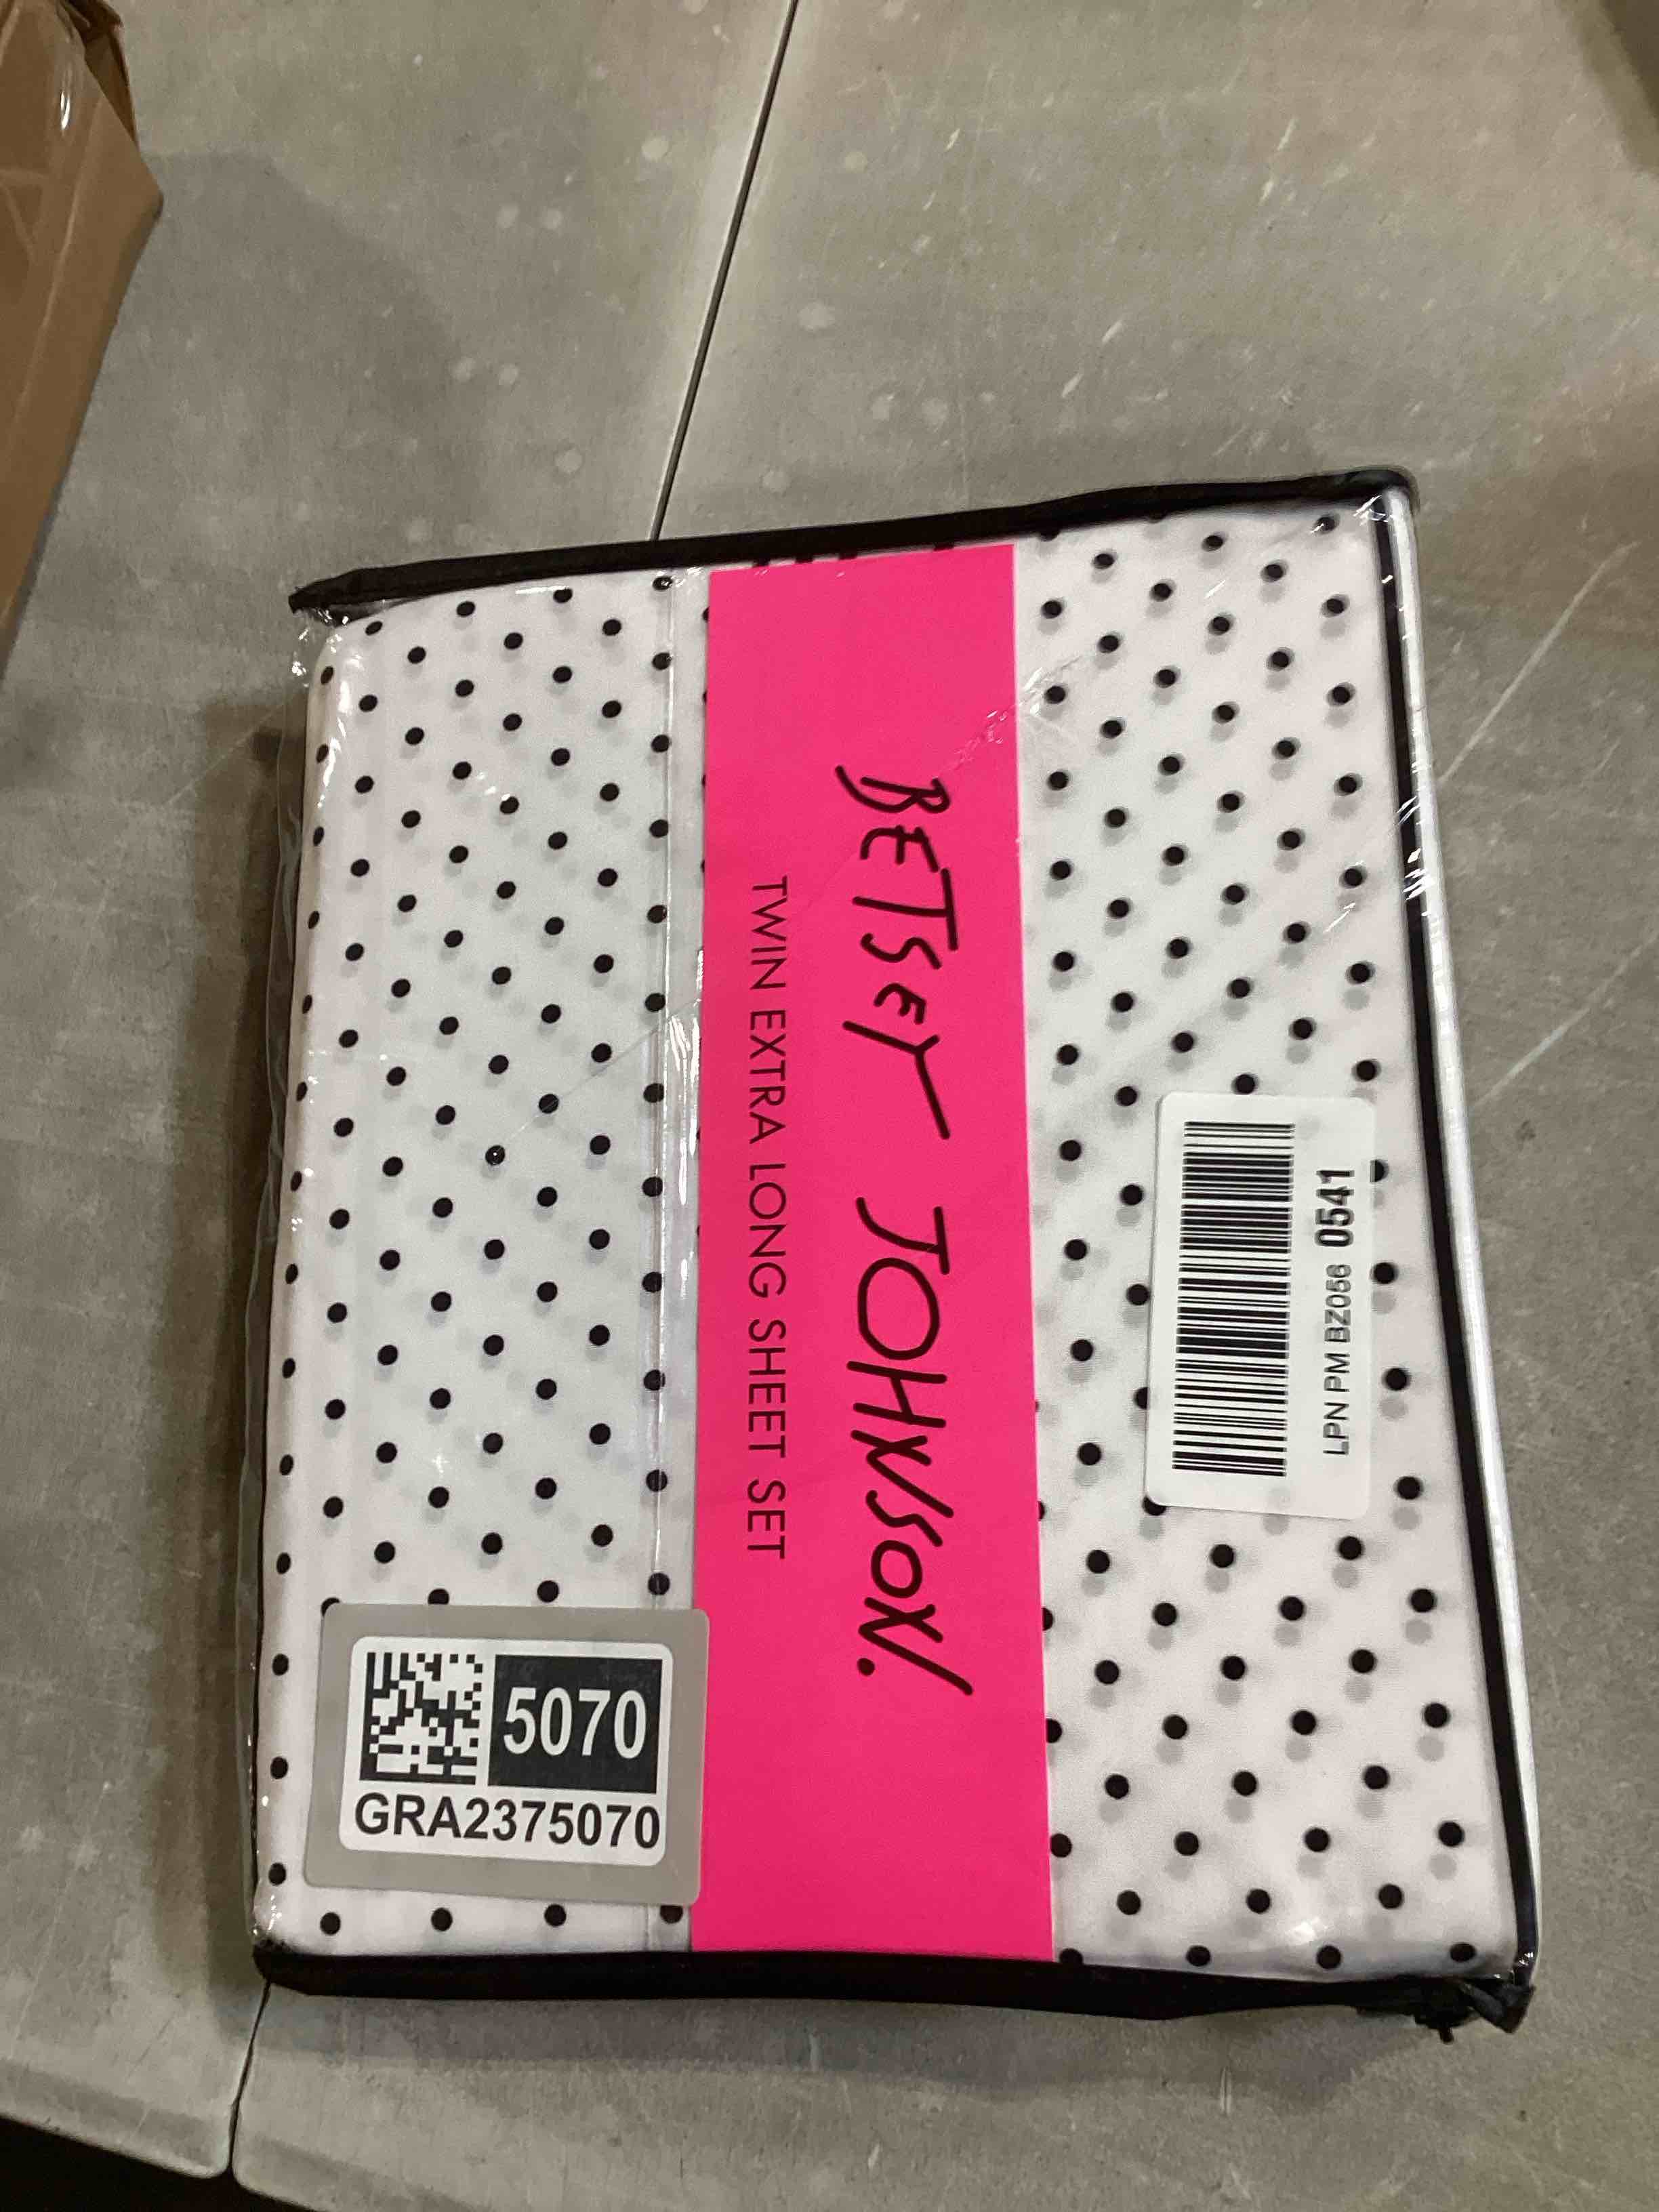 BETSEY JOHNSON.
TWIN EXTRA LONG SHEET SET
LPN PM BZ056 0541
5070
GRA2375070